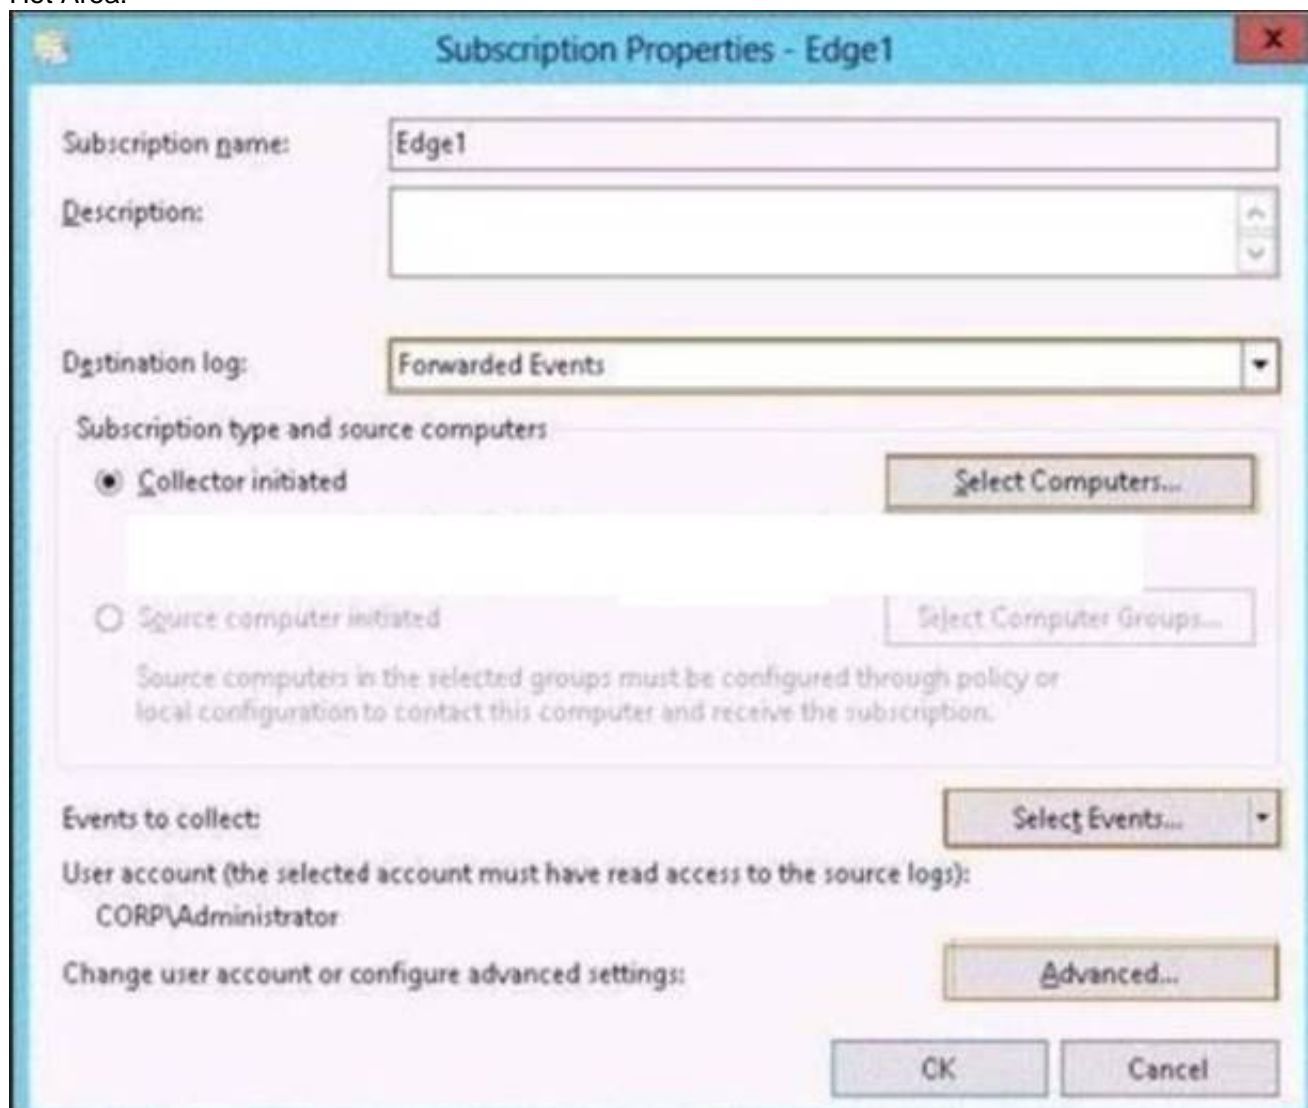 Hot Area:
Subscription Properties - Edge1
x
Subscription name: Edge1
Description:
Destination log: Forwarded Events
Subscription type and source computers
Collector initiated Select Computers...
Source computer initiated Select Computer Groups...
Source computers in the selected groups must be configured through policy or
local configuration to contact this computer and receive the subscription.
Events to collect: Select Events...
User account (the selected account must have read access to the source logs):
CORP\Administrator
Change user account or configure advanced settings: Advanced...
CK Cancel